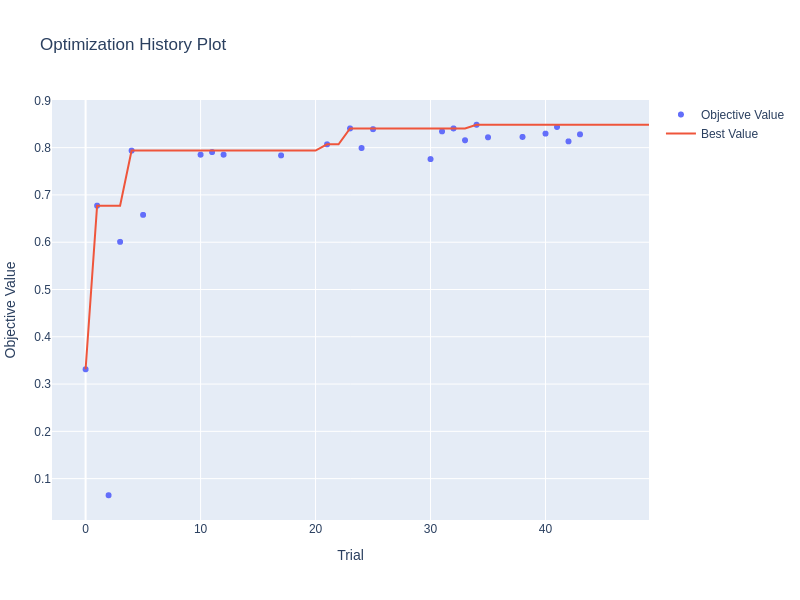 Optimization History Plot
0.9
0.8
0.7
0.6
0.5
0.4
0.3
0.2
0.1
0
10
20
30
40
Trial
Objective Value
Objective Value
Best Value